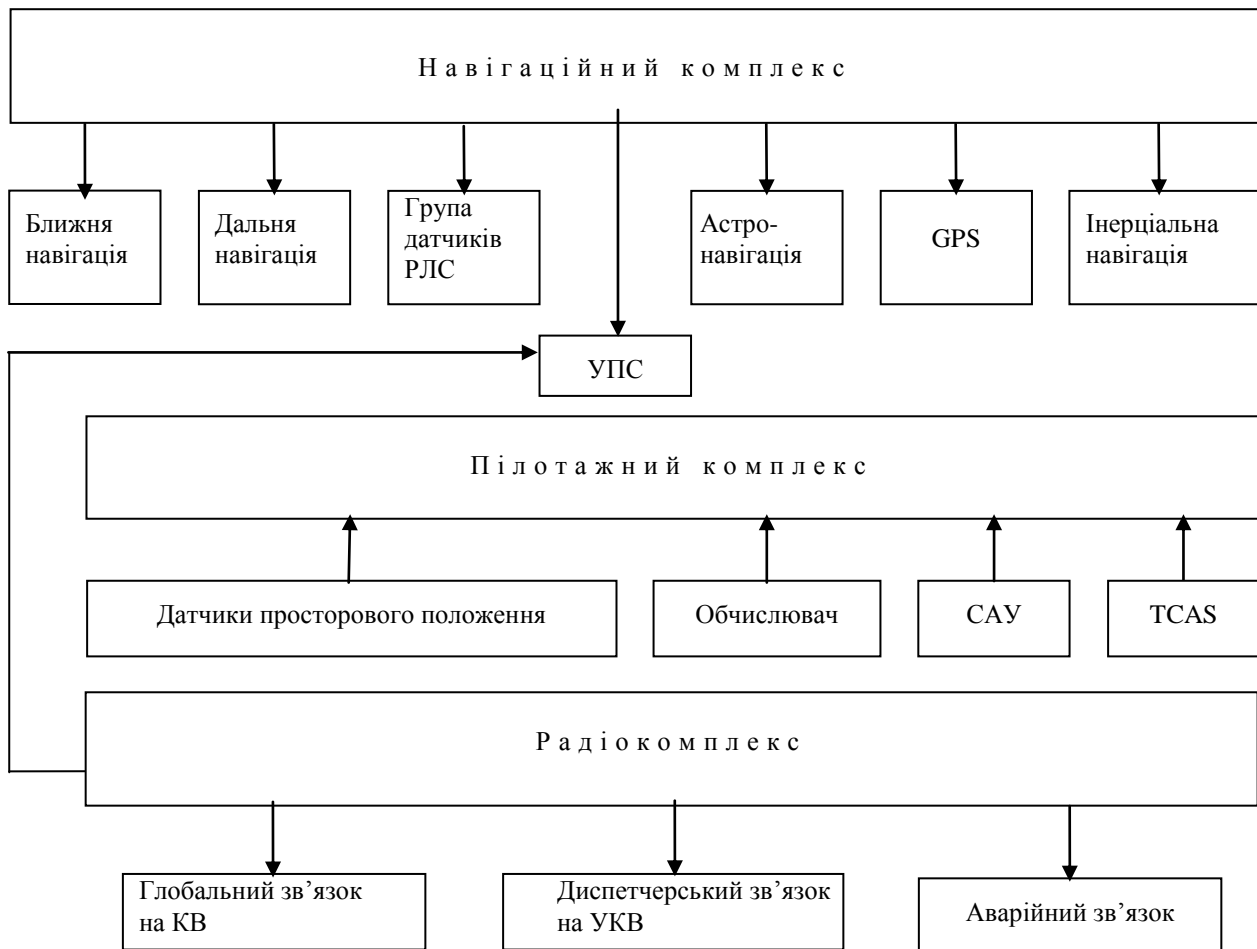 Навігаційний комплекс
Ближня
навігація
Дальня
навігація
Група
датчиків
РЛС
Астро-
навігація
GPS
Інерціальна
навігація
УПС
Пілотажний комплекс
Датчики просторового положення
Обчислювач
САУ
TCAS
Радіокомплекс
Глобальний зв’язок
на КВ
Диспетчерський зв’язок
на УКВ
Аварійний зв’язок